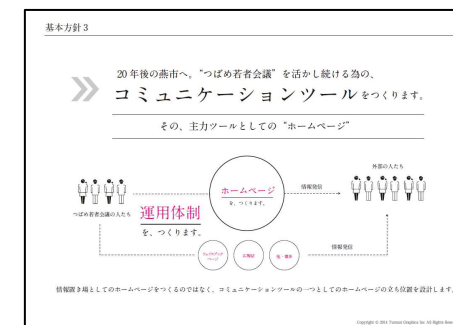 基本方針3
20年後の燕市へ。“つばめ若者会議”を活かし続ける為の、
コミュニケーションツールをつくります。
その、主力ツールとしての“ホームページ”
外部の人たち
ホームページ
を、つくります。
情報発信
つばめ若者会議の人たち
運用体制
を、つくります。
広報誌
他・媒体
情報発信
情報置き場としてのホームページをつくるのではなく、コミュニケーションツールの一つとしてのホームページの立ち位置を設計します。